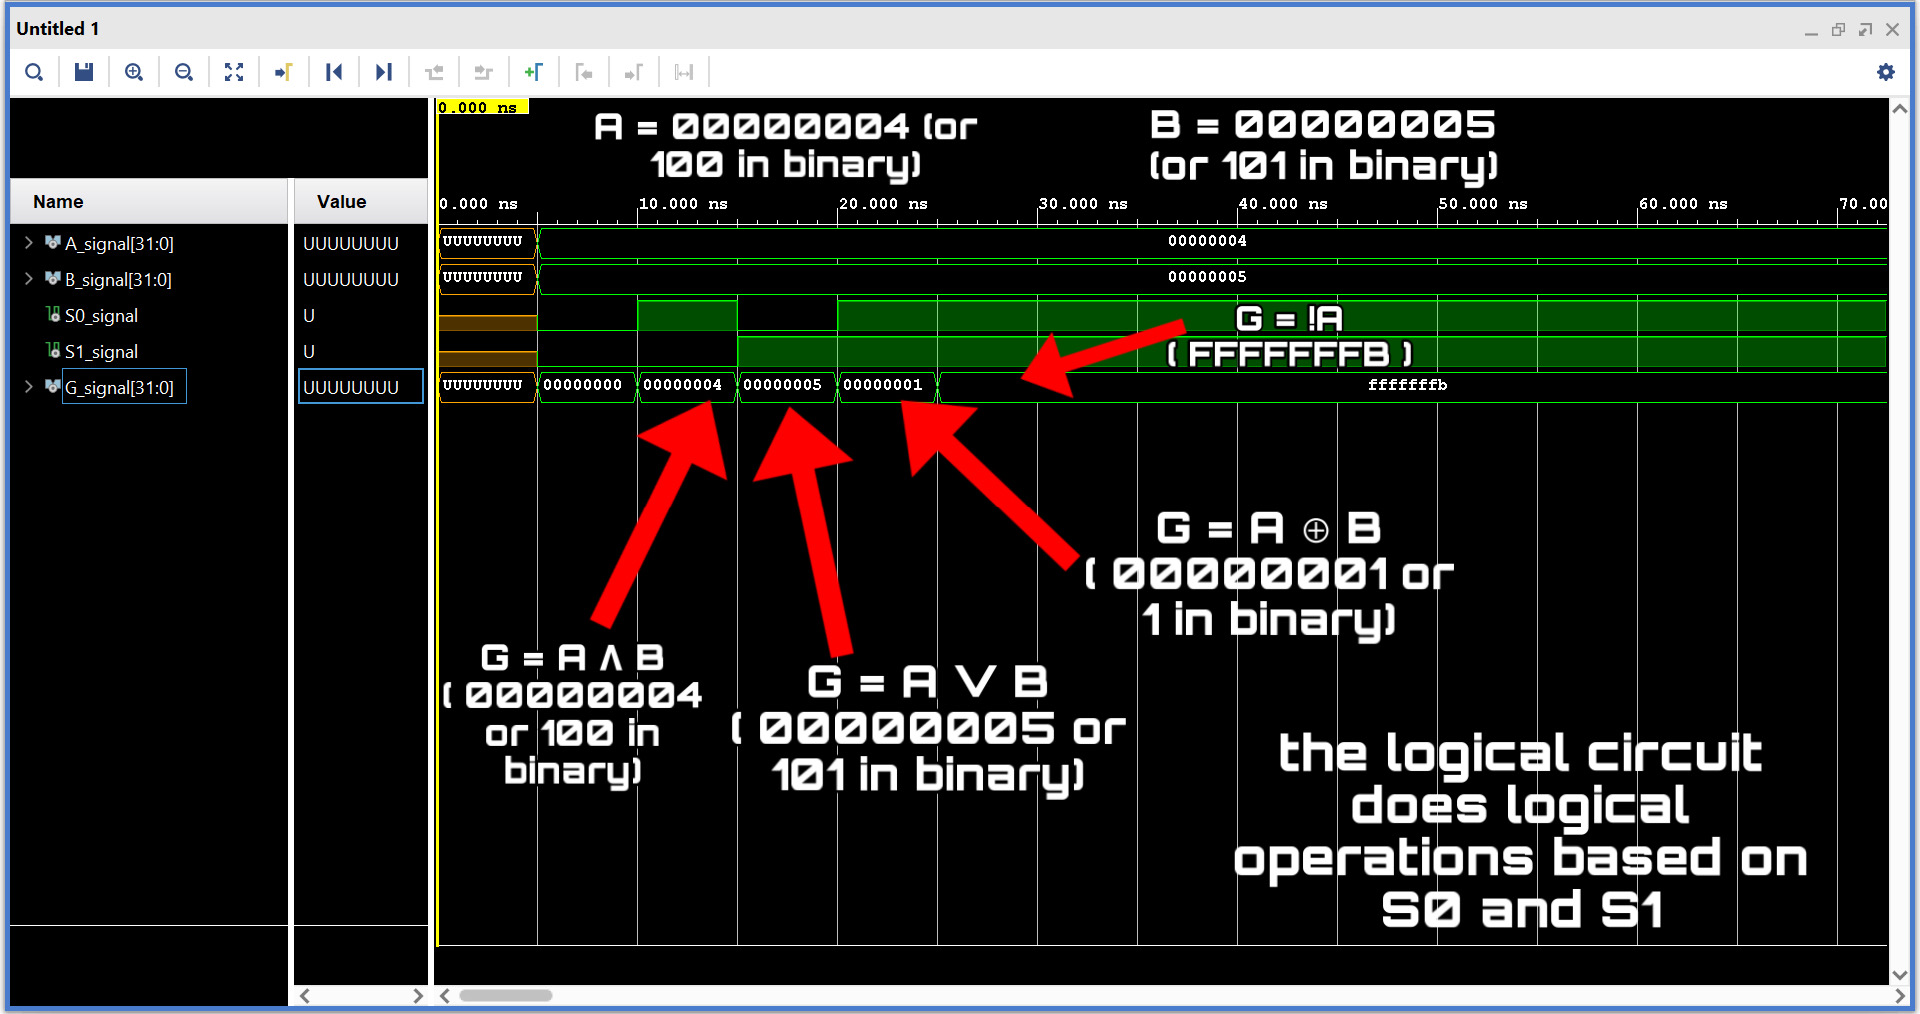 Untitled 1
0.000 ns
A = 00000004 (or
100 in binary)
B = 00000005
(or 101 in binary)
Name
Value
0.000 ns 10.000 ns 20.000 ns 30.000 ns 40.000 ns 50.000 ns 60.000 ns 70.00
A_signal[31:0] UUUUUUUU UUUUUUUU 00000004
B_signal[31:0] UUUUUUUU UUUUUUUU 00000005
S0_signal U
S1_signal U
G = !A
( FFFFFFFB )
G_signal[31:0] UUUUUUUU UUUUUUUU 00000000 00000004 00000005 00000001 fffffffb
G = A ⊕ B
( 00000001 or
1 in binary)
G = A ∧ B
( 00000004
or 100 in
binary)
G = A ∨ B
( 00000005 or
101 in binary)
the logical circuit
does logical
operations based on
S0 and S1